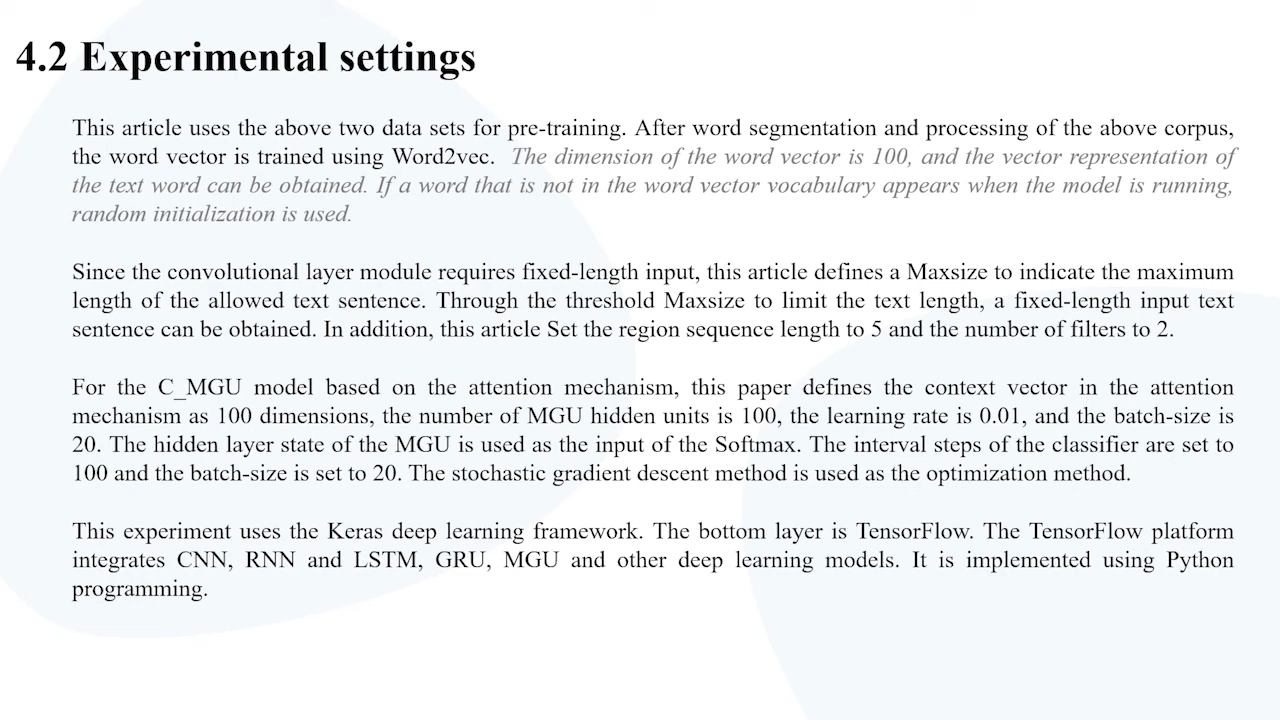 4.2 Experimental settings
This article uses the above two data sets for pre-training. After word segmentation and processing of the above corpus,
the word vector is trained using Word2vec. The dimension of the word vector is 100, and the vector representation of
the text word can be obtained. If a word that is not in the word vector vocabulary appears when the model is running,
random initialization is used.
Since the convolutional layer module requires fixed-length input, this article defines a Maxsize to indicate the maximum
length of the allowed text sentence. Through the threshold Maxsize to limit the text length, a fixed-length input text
sentence can be obtained. In addition, this article Set the region sequence length to 5 and the number of filters to 2.
For the C_MGU model based on the attention mechanism, this paper defines the context vector in the attention
mechanism as 100 dimensions, the number of MGU hidden units is 100, the learning rate is 0.01, and the batch-size is
20. The hidden layer state of the MGU is used as the input of the Softmax. The interval steps of the classifier are set to
100 and the batch-size is set to 20. The stochastic gradient descent method is used as the optimization method.
This experiment uses the Keras deep learning framework. The bottom layer is TensorFlow. The TensorFlow platform
integrates CNN, RNN and LSTM, GRU, MGU and other deep learning models. It is implemented using Python
programming.